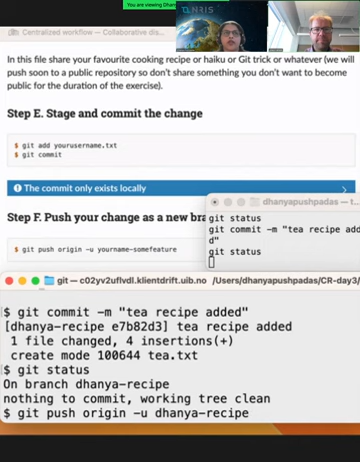 You are viewing Dhany
NRIS
Centralized workflow — Collaborative dis...
In this file share your favourite cooking recipe or haiku or Git trick or whatever (we will
push soon to a public repository so don't share something you don't want to become
public for the duration of the exercise).
Step E. Stage and commit the change
$ git add yourusername.txt
$ git commit
The commit only exists locally
Step F. Push your change as a new bra
$ git push origin -u yourname-somefeature
dhanyapushpadas — t...
git status
git commit -m "tea recipe add
d"
git status
git — c02yv2uflvdl.klientdrift.uib.no /Users/dhanyapushpadas/CR-day3/
$ git commit -m "tea recipe added"
[dhanya-recipe e7b82d3] tea recipe added
1 file changed, 4 insertions(+)
create mode 100644 tea.txt
$ git status
On branch dhanya-recipe
nothing to commit, working tree clean
$ git push origin -u dhanya-recipe